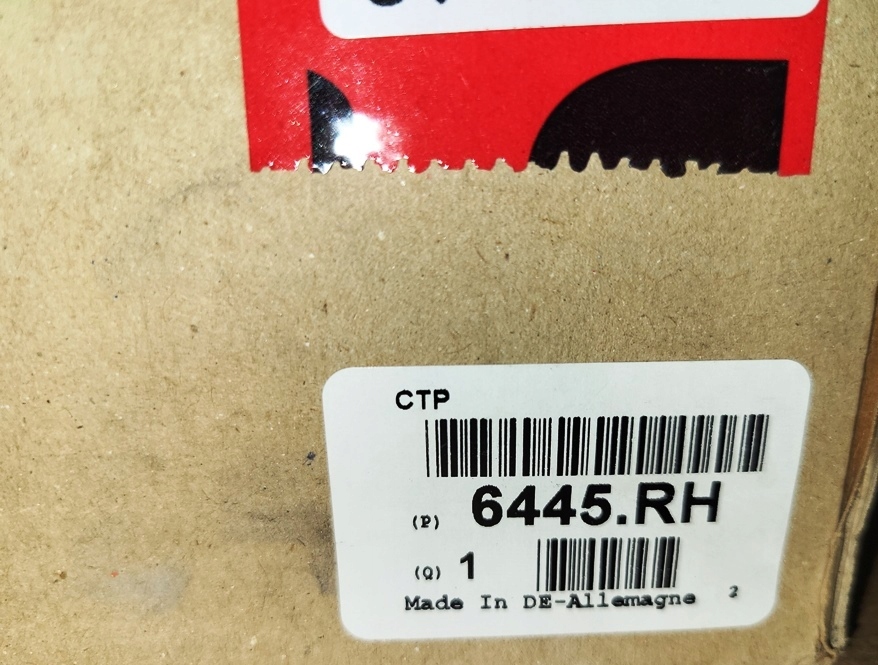 CTP
(P) 6445.RH
(Q) 1
Made In DE-Allemagne 2